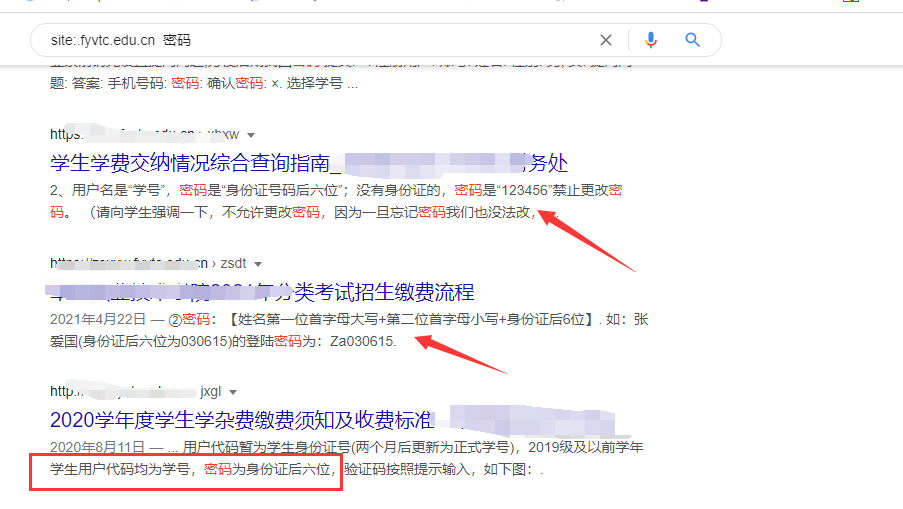 site:.fyvtc.edu.cn 密码
题: 答案: 手机号码: 密码: 确认密码: ×. 选择学号 ...
https: edu.cn › xbxw
学生学费交纳情况综合查询指南_ 务处
2、用户名是“学号”，密码是“身份证号码后六位”；没有身份证的，密码是“123456”禁止更改密
码。 （请向学生强调一下，不允许更改密码，因为一旦忘记密码我们也没法改，
cn › zsdt
年分类考试招生缴费流程
2021年4月22日 — ②密码：【姓名第一位首字母大写+第二位首字母小写+身份证后6位】. 如：张
爱国(身份证后六位为030615)的登陆密码为：Za030615.
http:/ jxgl
2020学年度学生学杂费缴费须知及收费标准
2020年8月11日 — ... 用户代码暂为学生身份证号(两个月后更新为正式学号)，2019级及以前学年
学生用户代码均为学号，密码为身份证后六位，验证码按照提示输入，如下图：.